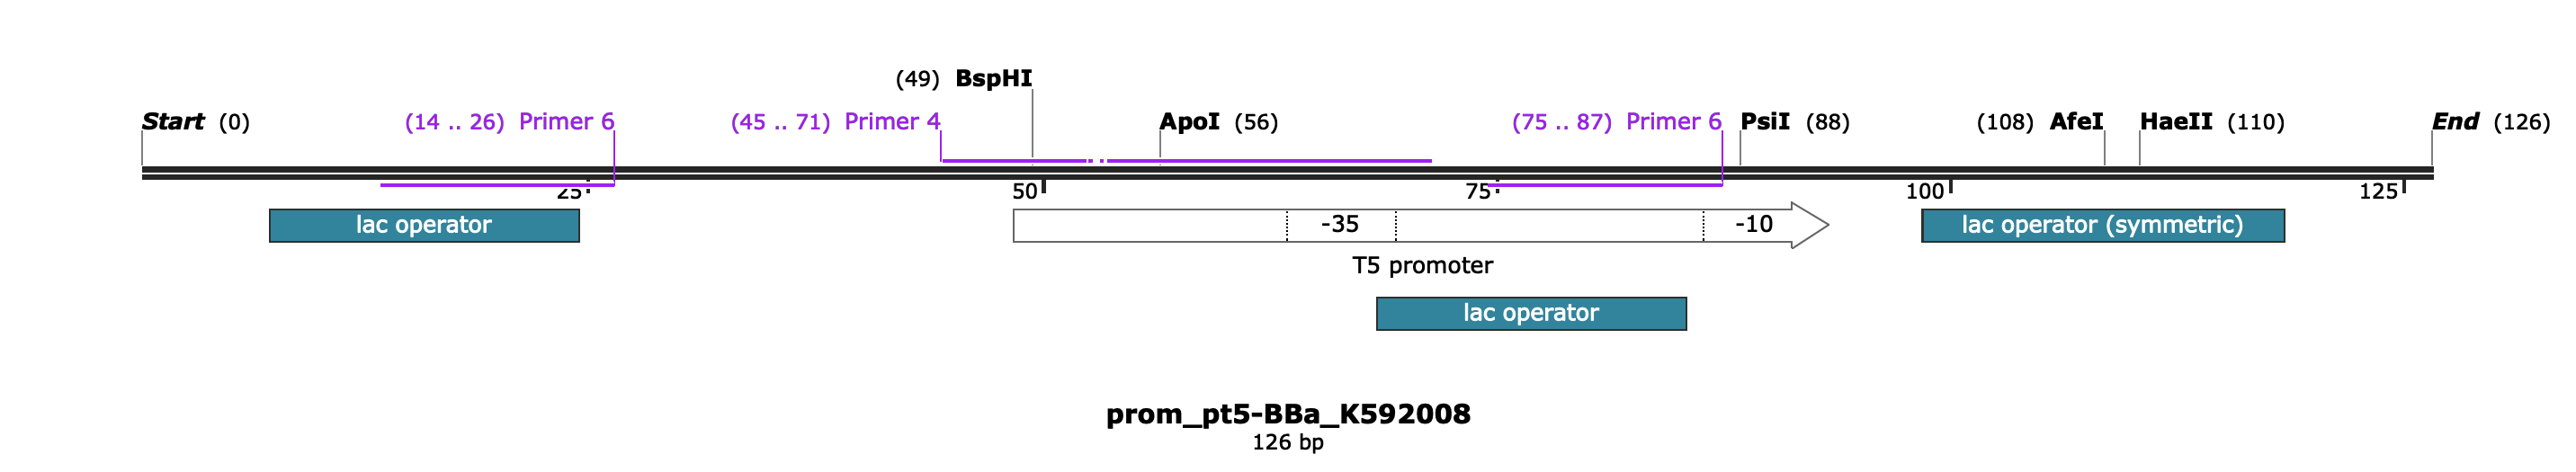 (49) BspHI
Start (0) (14 .. 26) Primer 6 (45 .. 71) Primer 4 ApoI (56) (75 .. 87) Primer 6 PsiI (88) (108) AfeI HaeII (110) End (126)
25 50 75 100 125
lac operator -35 -10 lac operator (symmetric)
T5 promoter
lac operator
prom_pt5-BBa_K592008
126 bp